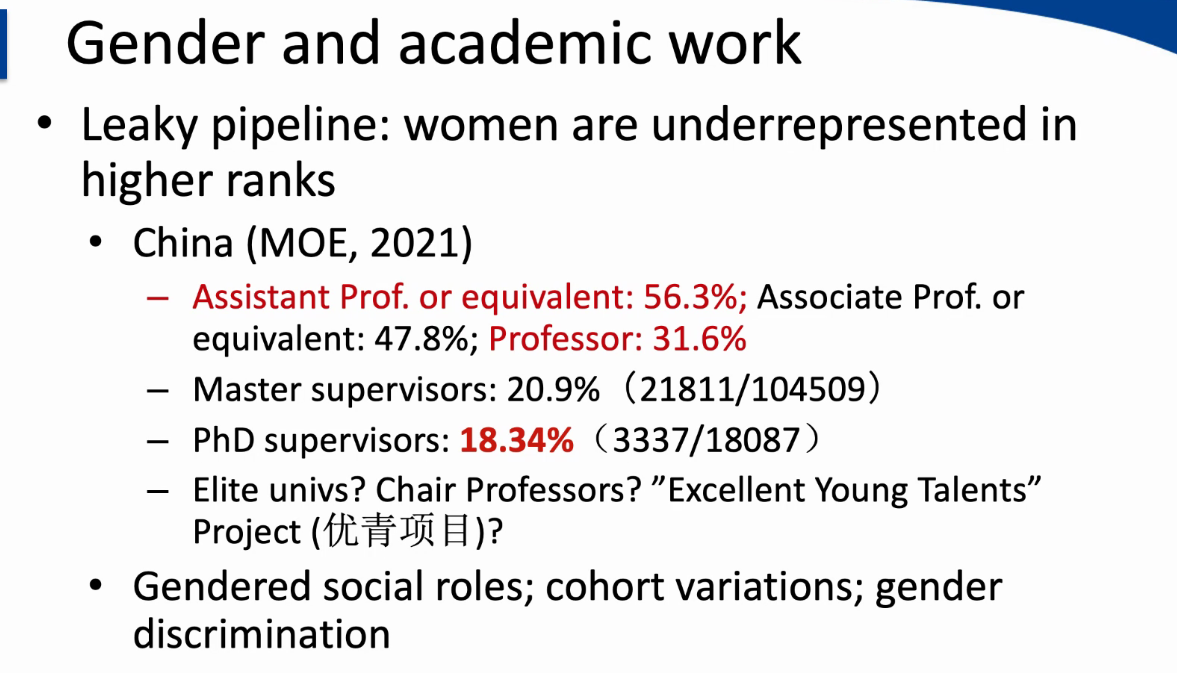 Gender and academic work
• Leaky pipeline: women are underrepresented in
higher ranks
• China (MOE, 2021)
– Assistant Prof. or equivalent: 56.3%; Associate Prof. or
equivalent: 47.8%; Professor: 31.6%
– Master supervisors: 20.9%（21811/104509）
– PhD supervisors: 18.34%（3337/18087）
– Elite univs? Chair Professors? ”Excellent Young Talents”
Project (优青项目)?
• Gendered social roles; cohort variations; gender
discrimination